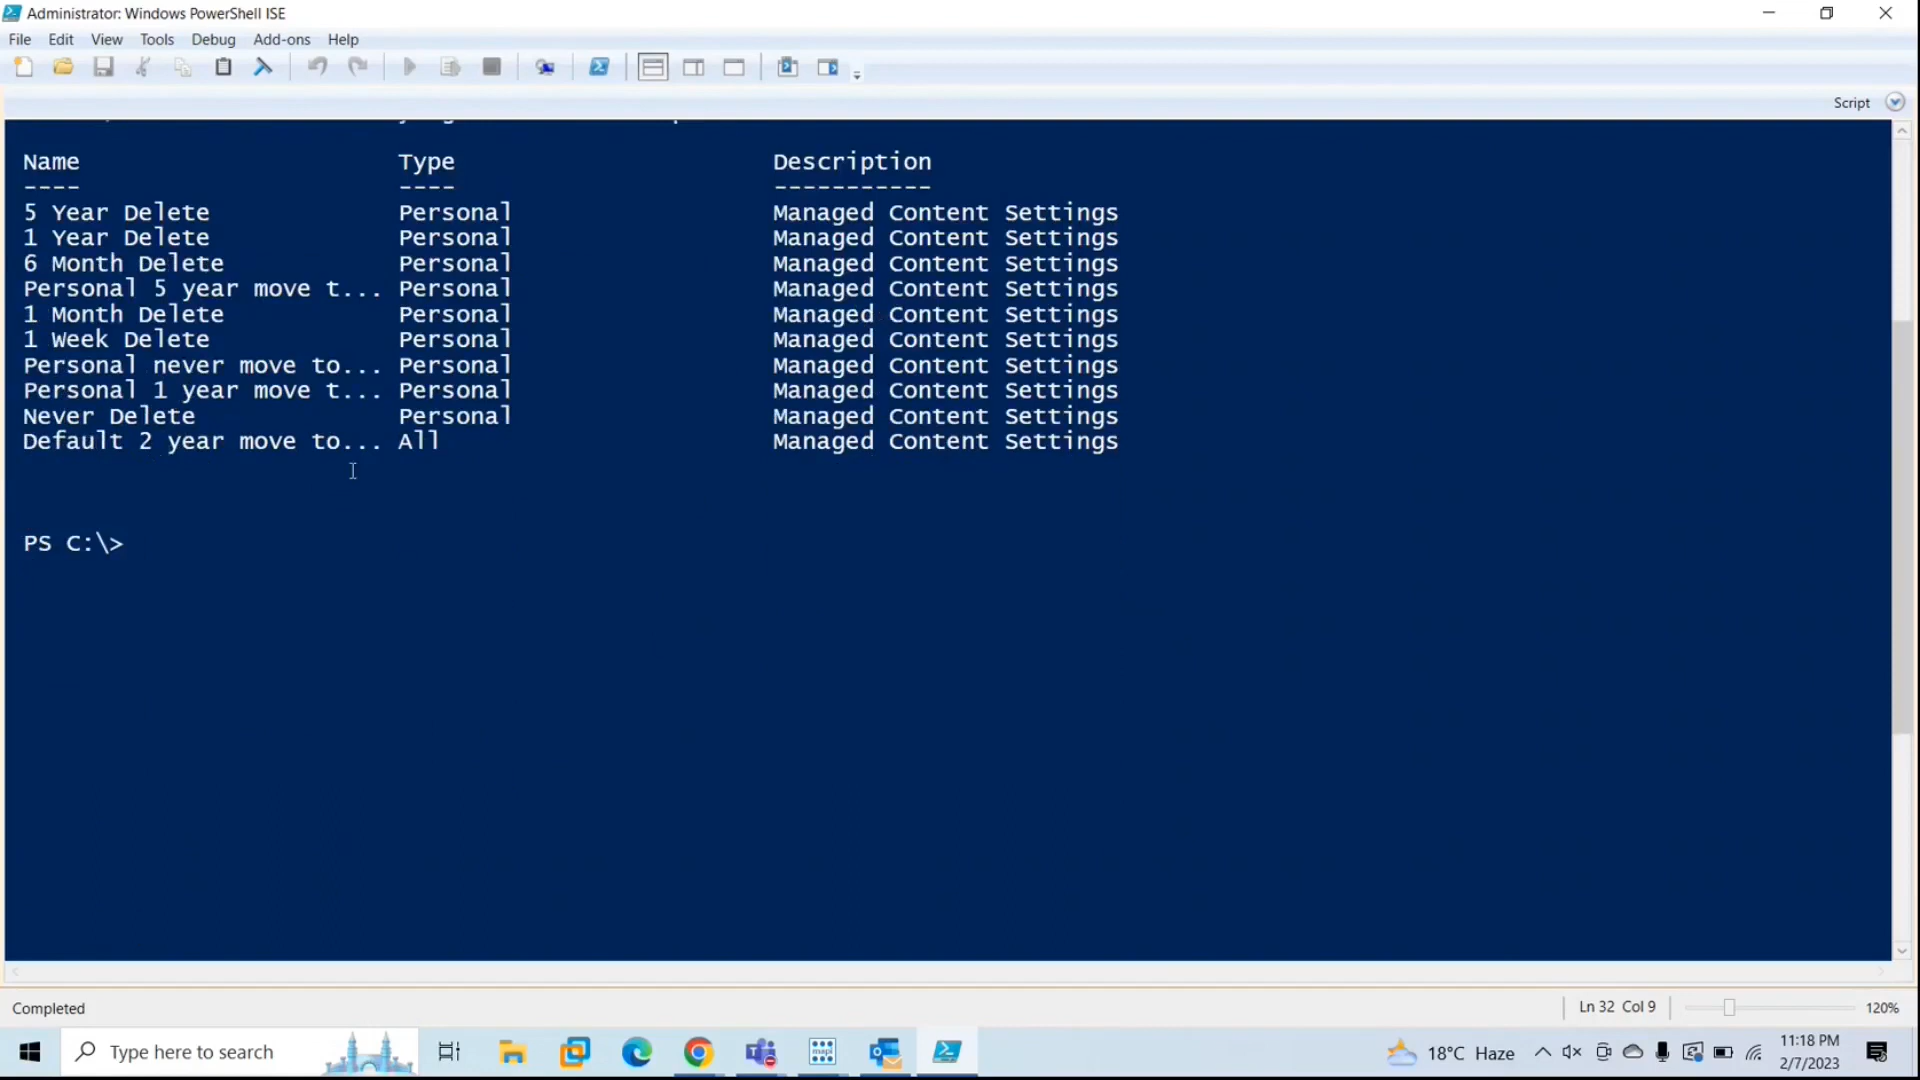 Administrator: Windows PowerShell ISE
File Edit View Tools Debug Add-ons Help
Script
Name Type Description
---- ---- -----------
5 Year Delete Personal Managed Content Settings
1 Year Delete Personal Managed Content Settings
6 Month Delete Personal Managed Content Settings
Personal 5 year move t... Personal Managed Content Settings
1 Month Delete Personal Managed Content Settings
1 Week Delete Personal Managed Content Settings
Personal never move to... Personal Managed Content Settings
Personal 1 year move t... Personal Managed Content Settings
Never Delete Personal Managed Content Settings
Default 2 year move to... All Managed Content Settings
PS C:\>
Completed Ln 32 Col 9 120%
Type here to search mapi 18°C Haze 11:18 PM
2/7/2023